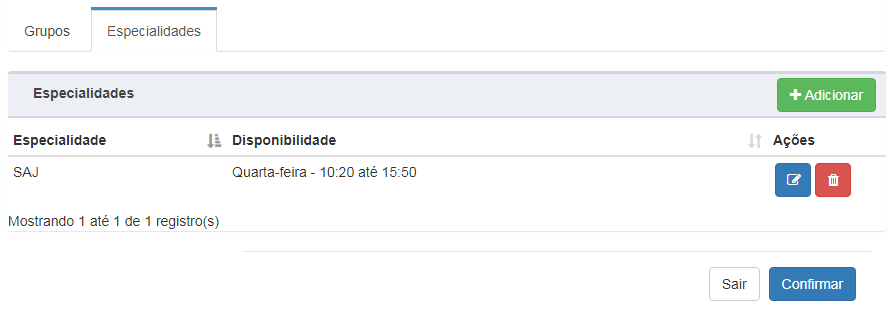 Grupos
Especialidades
Especialidades
Adicionar
Especialidade Disponibilidade Ações
SAJ Quarta-feira - 10:20 até 15:50
Mostrando 1 até 1 de 1 registro(s)
Sair Confirmar